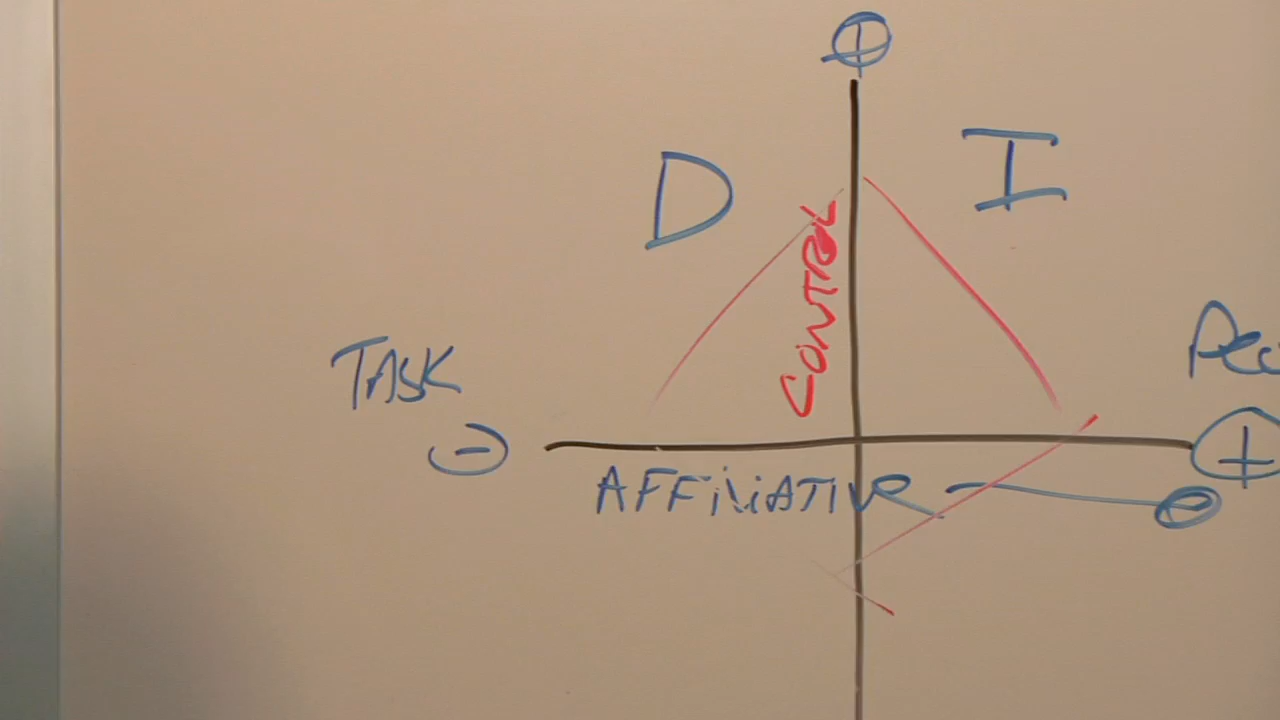 +
D I
CONTROL
TASK
-
+
AFFILIATIVE